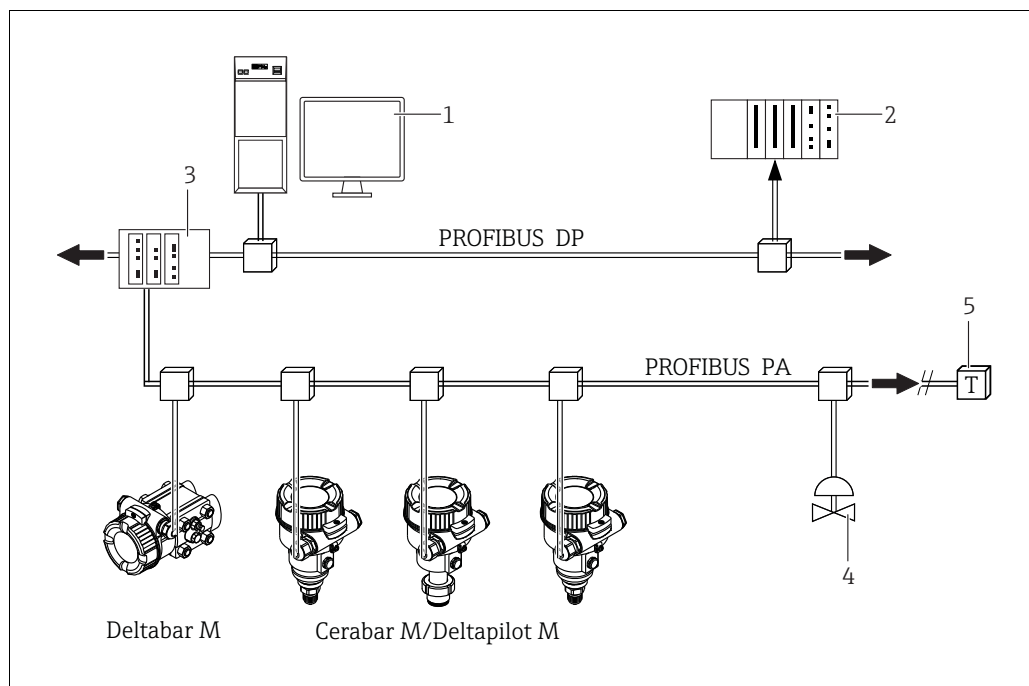 1
2
3
PROFIBUS DP
5
PROFIBUS PA
T
4
Deltabar M
Cerabar M/Deltapilot M